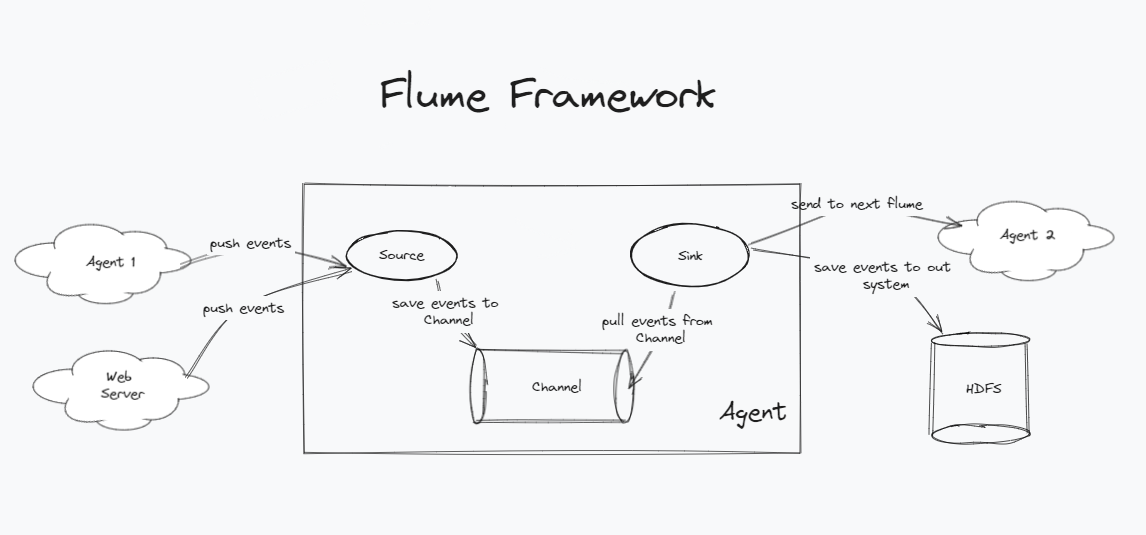 Flume Framework
Agent 1
push events
push events
Web
Server
Source
save events to
Channel
Channel
Sink
pull events from
Channel
Agent
send to next flume
Agent 2
save events to out
system
HDFS